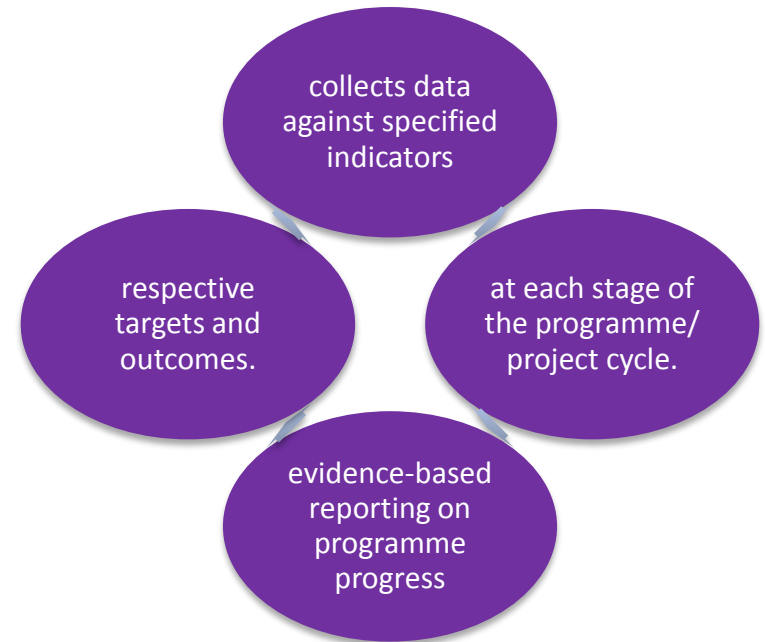 collects data
against specified
indicators
at each stage of
the programme/
project cycle.
evidence-based
reporting on
programme
progress
respective
targets and
outcomes.